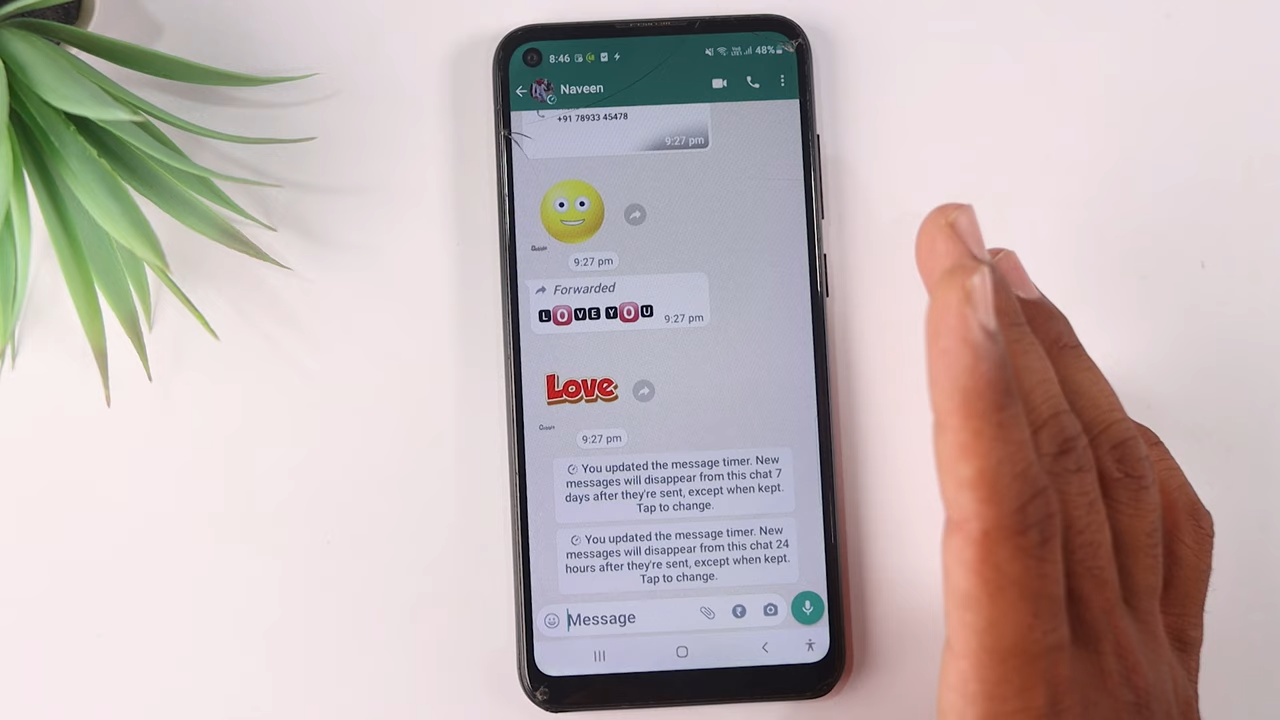 8:46
48%
Naveen
+91 78933 45478
9:27 pm
9:27 pm
Forwarded
LOVE YOU
9:27 pm
Love
9:27 pm
You updated the message timer. New
messages will disappear from this chat 7
days after they're sent, except when kept.
Tap to change.
You updated the message timer. New
messages will disappear from this chat 24
hours after they're sent, except when kept.
Tap to change.
Message